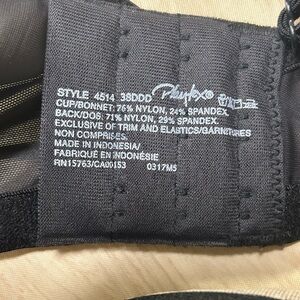 STYLE 4514 38DDD Playtex®
CUP/BONNET: 76% NYLON, 24% SPANDEX.
BACK/DOS: 71% NYLON, 29% SPANDEX.
EXCLUSIVE OF TRIM AND ELASTICS/GARNITURES
NON COMPRISES.
MADE IN INDONESIA/
FABRIQUÉ EN INDONÉSIE
RN15763/CA00153 0317M5